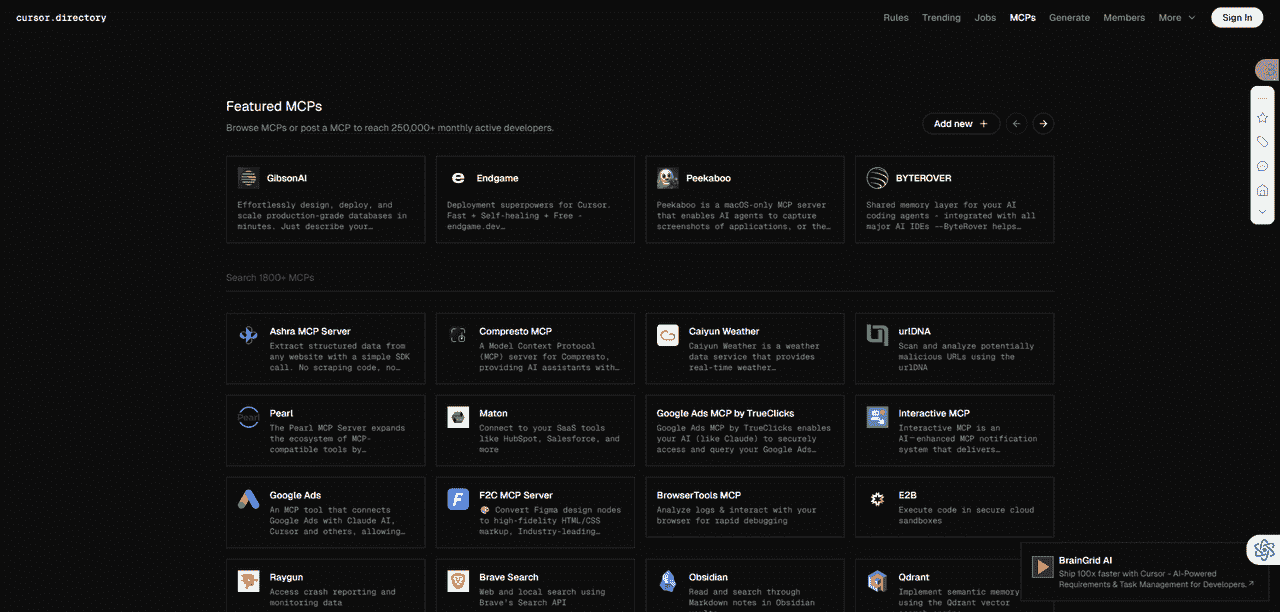 cursor.directory
Rules Trending Jobs MCPs Generate Members More Sign In
Featured MCPs
Browse MCPs or post a MCP to reach 250,000+ monthly active developers.
Add new +
GibsonAI
Effortlessly design, deploy, and
scale production-grade databases in
minutes. Just describe your…
Endgame
Deployment superpowers for Cursor.
Fast + Self-healing + Free -
endgame.dev…
Peekaboo
Peekaboo is a macOS-only MCP server
that enables AI agents to capture
screenshots of applications, or the…
BYTEROVER
Shared memory layer for your AI
coding agents - integrated with all
major AI IDEs --ByteRover helps…
Search 1800+ MCPs
Ashra MCP Server
Extract structured data from
any website with a simple SDK
call. No scraping code, no…
Compresto MCP
A Model Context Protocol
(MCP) server for Compresto,
providing AI assistants with…
Caiyun Weather
Caiyun Weather is a weather
data service that provides
real-time weather…
urlDNA
Scan and analyze potentially
malicious URLs using the
urlDNA
Pearl
Pearl
The Pearl MCP Server expands
the ecosystem of MCP-
compatible tools by…
Maton
Connect to your SaaS tools
like HubSpot, Salesforce, and
more
Google Ads MCP by TrueClicks
Google Ads MCP by TrueClicks enables
your AI (like Claude) to securely
access and query your Google Ads…
Interactive MCP
Interactive MCP is an
AI-enhanced MCP notification
system that delivers…
Google Ads
An MCP tool that connects
Google Ads with Claude AI,
Cursor and others, allowing…
F2C MCP Server
🎨 Convert Figma design nodes
to high-fidelity HTML/CSS
markup, Industry-leading…
BrowserTools MCP
Analyze logs & interact with your
browser for rapid debugging
E2B
Execute code in secure cloud
sandboxes
Raygun
Access crash reporting and
monitoring data
Brave Search
Web and local search using
Brave's Search API
Obsidian
Read and search through
Markdown notes in Obsidian
Qdrant
Implement semantic memory
using the Qdrant vector
BrainGrid AI
Ship 100x faster with Cursor - AI-Powered
Requirements & Task Management for Developers.↗